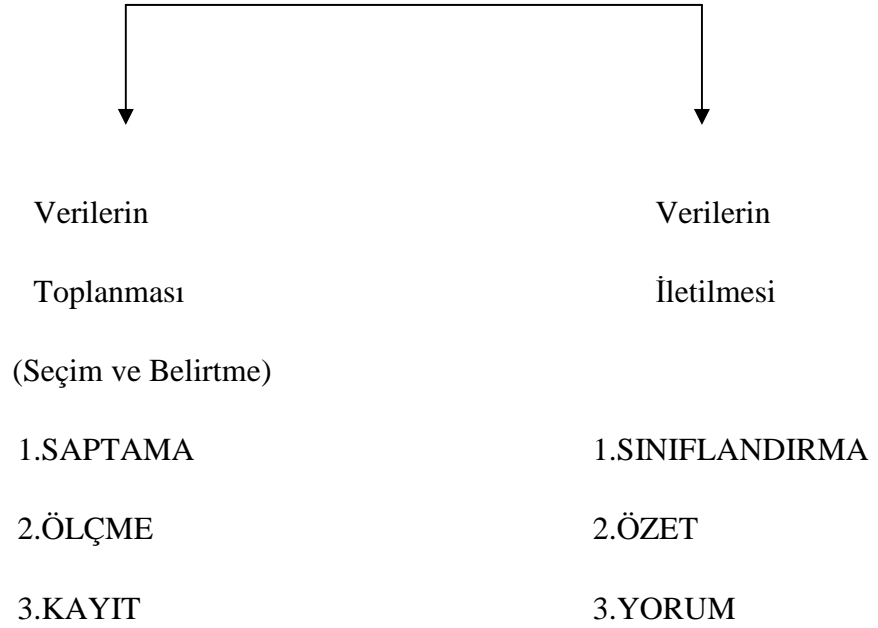 Verilerin
Toplanması
(Seçim ve Belirtme)
1.SAPTAMA
2.ÖLÇME
3.KAYIT
Verilerin
İletilmesi
1.SINIFLANDIRMA
2.ÖZET
3.YORUM